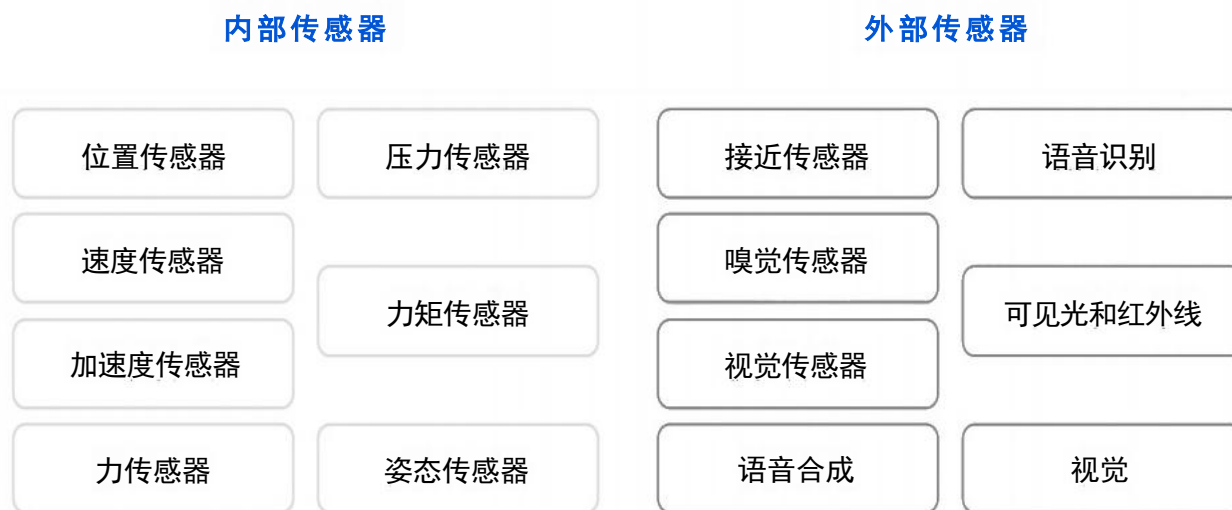 内部传感器
外部传感器
位置传感器
压力传感器
速度传感器
力矩传感器
加速度传感器
力传感器
姿态传感器
接近传感器
语音识别
嗅觉传感器
可见光和红外线
视觉传感器
语音合成
视觉